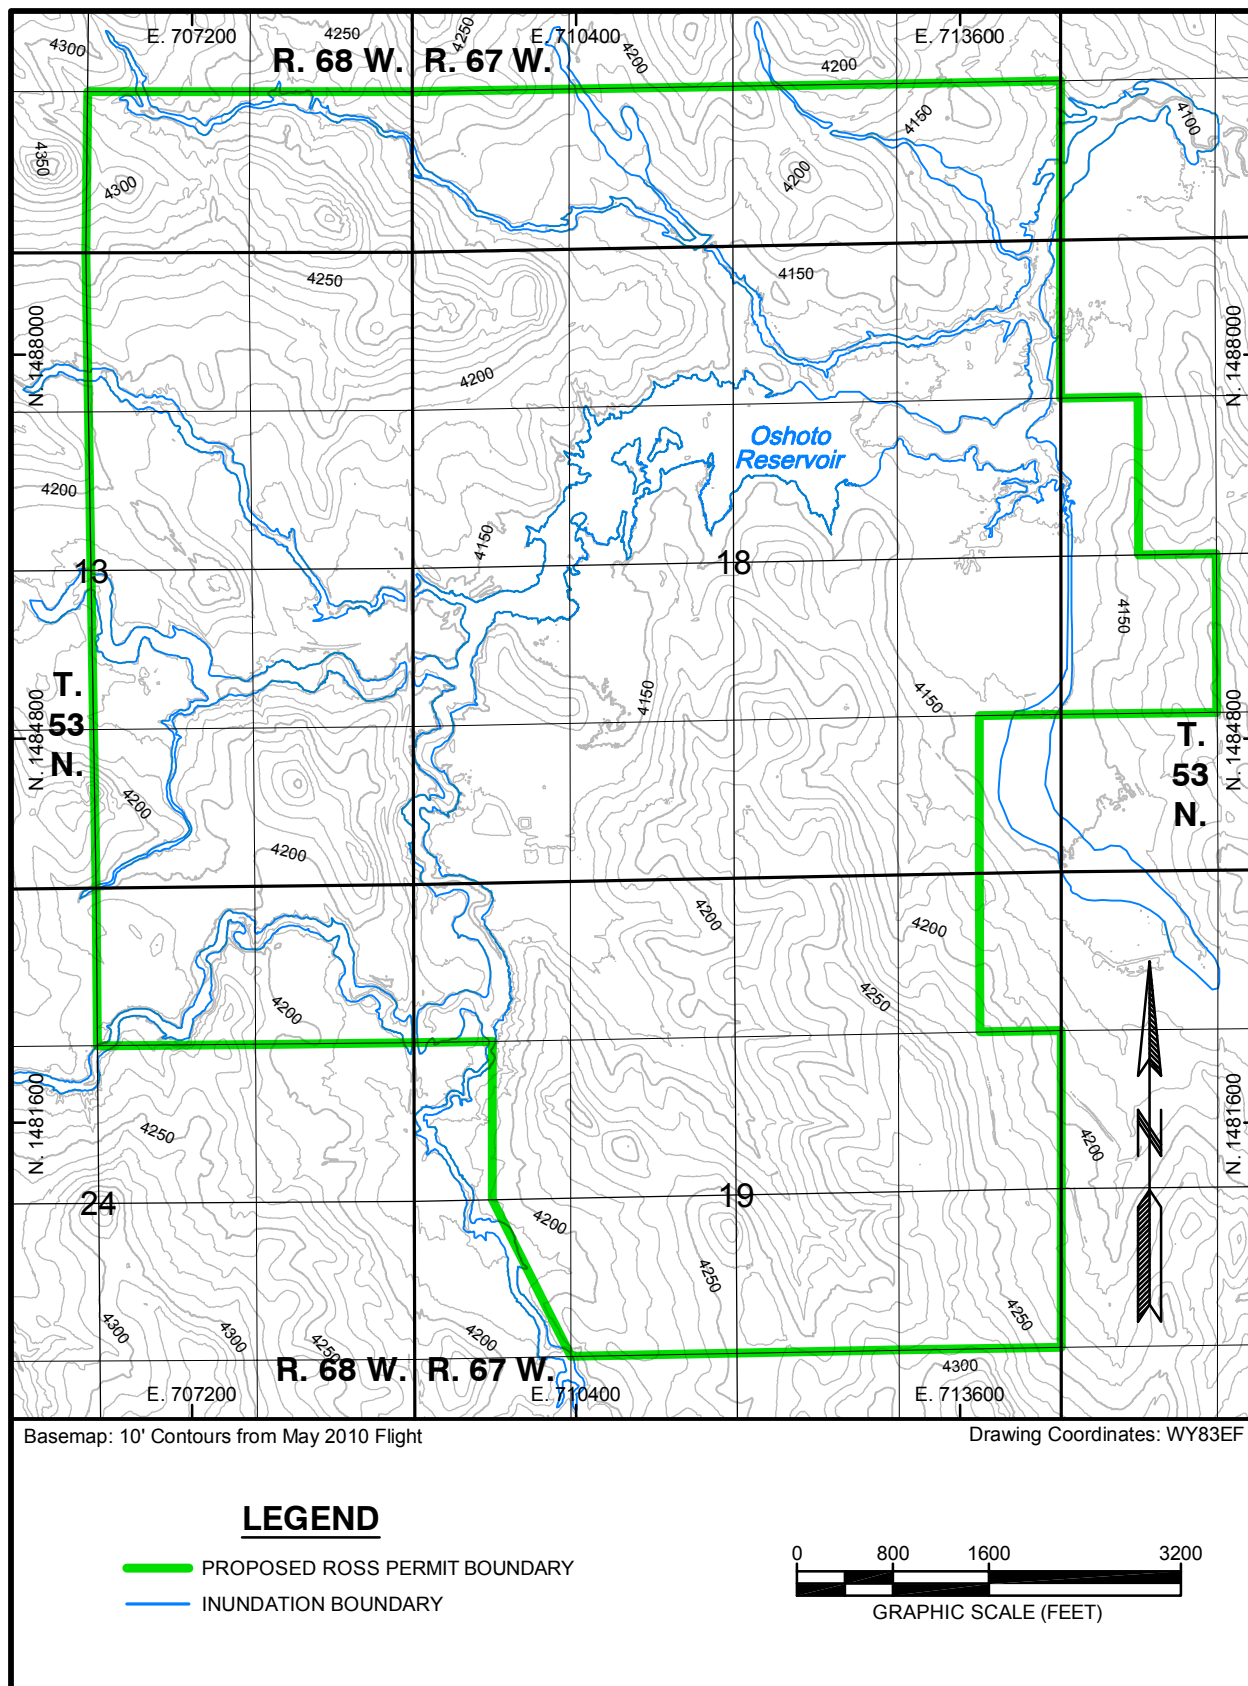 E. 707200
E. 710400
E. 713600
R. 68 W.
R. 67 W.
4300
4250
4250
4200
4200
4150
4100
4350
4300
4200
4250
4150
N. 1488000
N. 1488000
4200
Oshoto
Reservoir
4200
4150
13
18
4150
T.
53
N.
4150
4150
N. 1484800
N. 1484800
T.
53
N.
4200
4200
4200
4200
4200
4250
N. 1481600
N. 1481600
4250
4200
24
19
4200
4250
4300
4300
4250
4200
4250
4300
R. 68 W.
R. 67 W.
E. 707200
E. 710400
E. 713600
N
Basemap: 10' Contours from May 2010 Flight
Drawing Coordinates: WY83EF
LEGEND
PROPOSED ROSS PERMIT BOUNDARY
INUNDATION BOUNDARY
0 800 1600 3200
GRAPHIC SCALE (FEET)